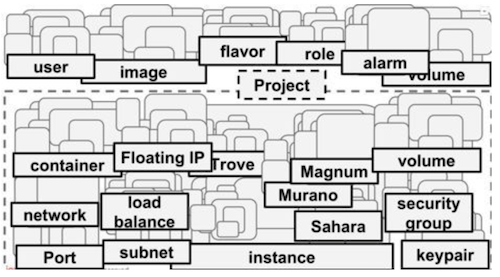 user
image
flavor
role
alarm
volume
Project
container
Floating IP
Trove
Magnum
volume
Murano
network
load
balance
Sahara
security
group
Port
subnet
instance
keypair